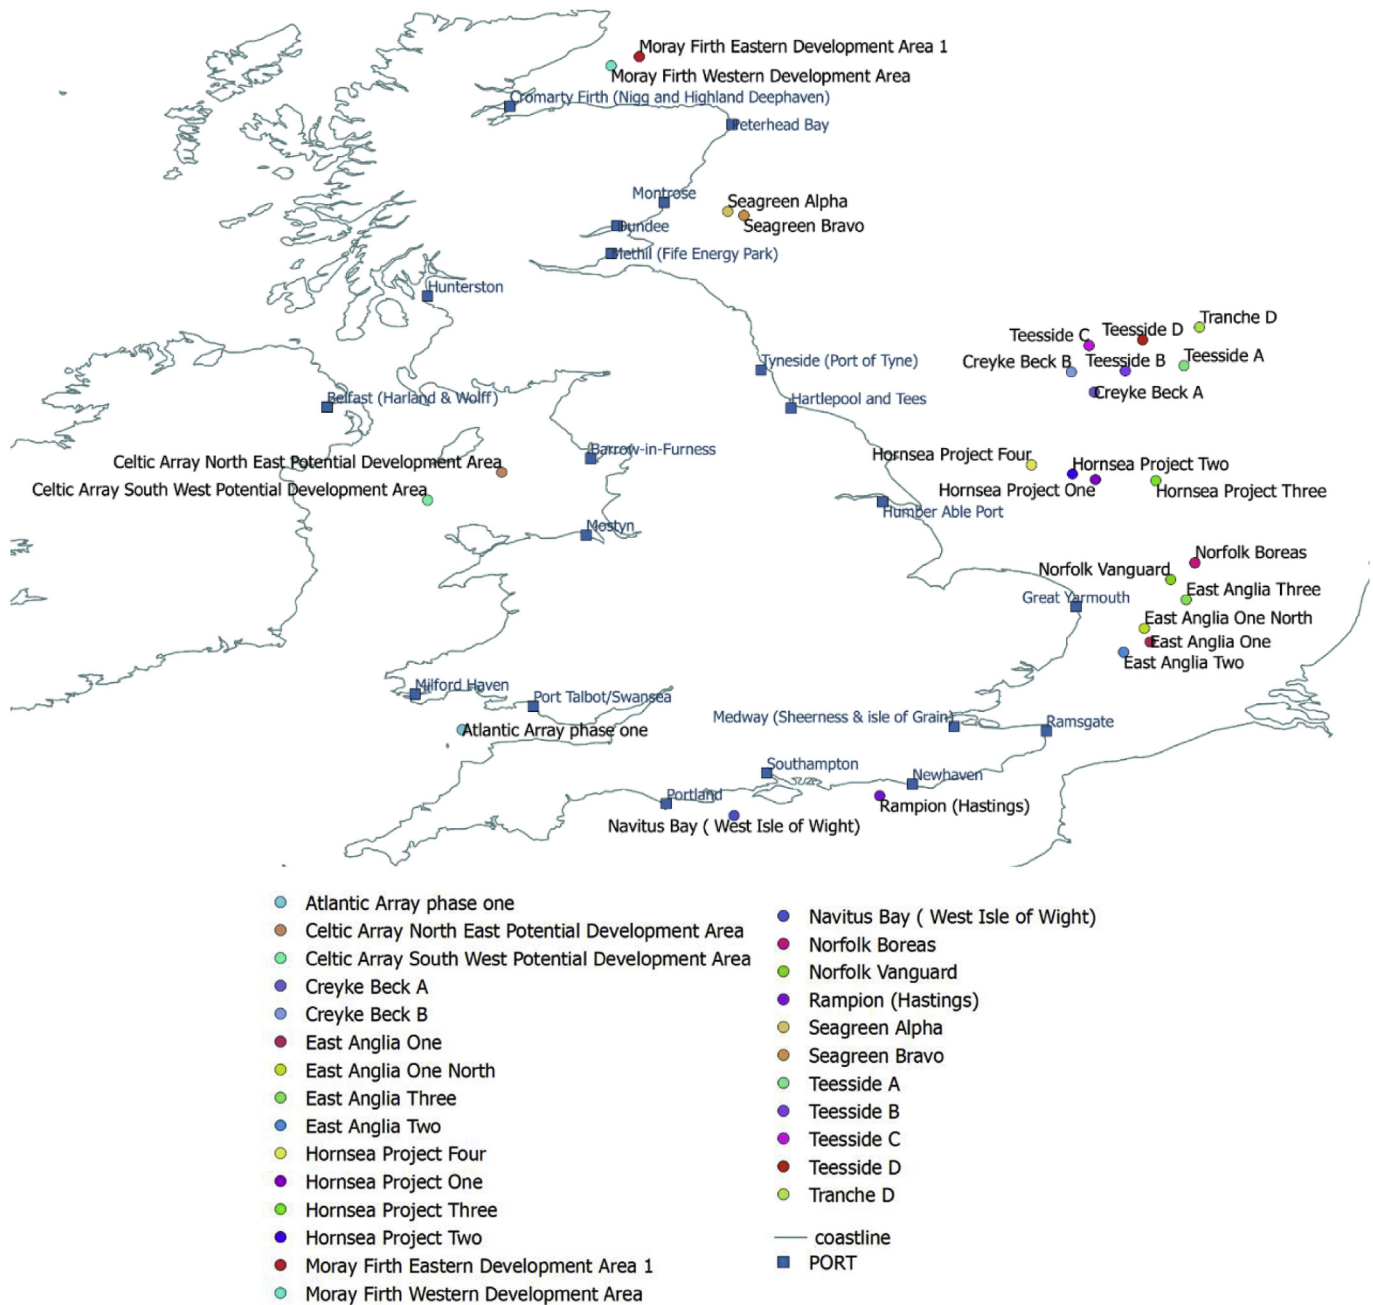 Moray Firth Eastern Development Area 1
Moray Firth Western Development Area
Cromarty Firth (Nigg and Highland Deephaven)
Peterhead Bay
Montrose
Seagreen Alpha
Dundee
Seagreen Bravo
Methil (Fife Energy Park)
Hunterston
Tranche D
Teesside C
Teesside D
Creyke Beck B
Teesside B
Teesside A
Tyneside (Port of Tyne)
Creyke Beck A
Belfast (Harland & Wolff)
Hartlepool and Tees
Barrow-in-Furness
Hornsea Project Four
Celtic Array North East Potential Development Area
Hornsea Project Two
Celtic Array South West Potential Development Area
Hornsea Project One
Hornsea Project Three
Humber Able Port
Mostyn
Norfolk Boreas
Norfolk Vanguard
East Anglia Three
Great Yarmouth
East Anglia One North
East Anglia One
East Anglia Two
Milford Haven
Port Talbot/Swansea
Medway (Sheerness & isle of Grain)
Ramsgate
Atlantic Array phase one
Southampton
Newhaven
Portland
Rampion (Hastings)
Navitus Bay ( West Isle of Wight)
Atlantic Array phase one
Celtic Array North East Potential Development Area
Celtic Array South West Potential Development Area
Creyke Beck A
Creyke Beck B
East Anglia One
East Anglia One North
East Anglia Three
East Anglia Two
Hornsea Project Four
Hornsea Project One
Hornsea Project Three
Hornsea Project Two
Moray Firth Eastern Development Area 1
Moray Firth Western Development Area
Navitus Bay ( West Isle of Wight)
Norfolk Boreas
Norfolk Vanguard
Rampion (Hastings)
Seagreen Alpha
Seagreen Bravo
Teesside A
Teesside B
Teesside C
Teesside D
Tranche D
coastline
PORT